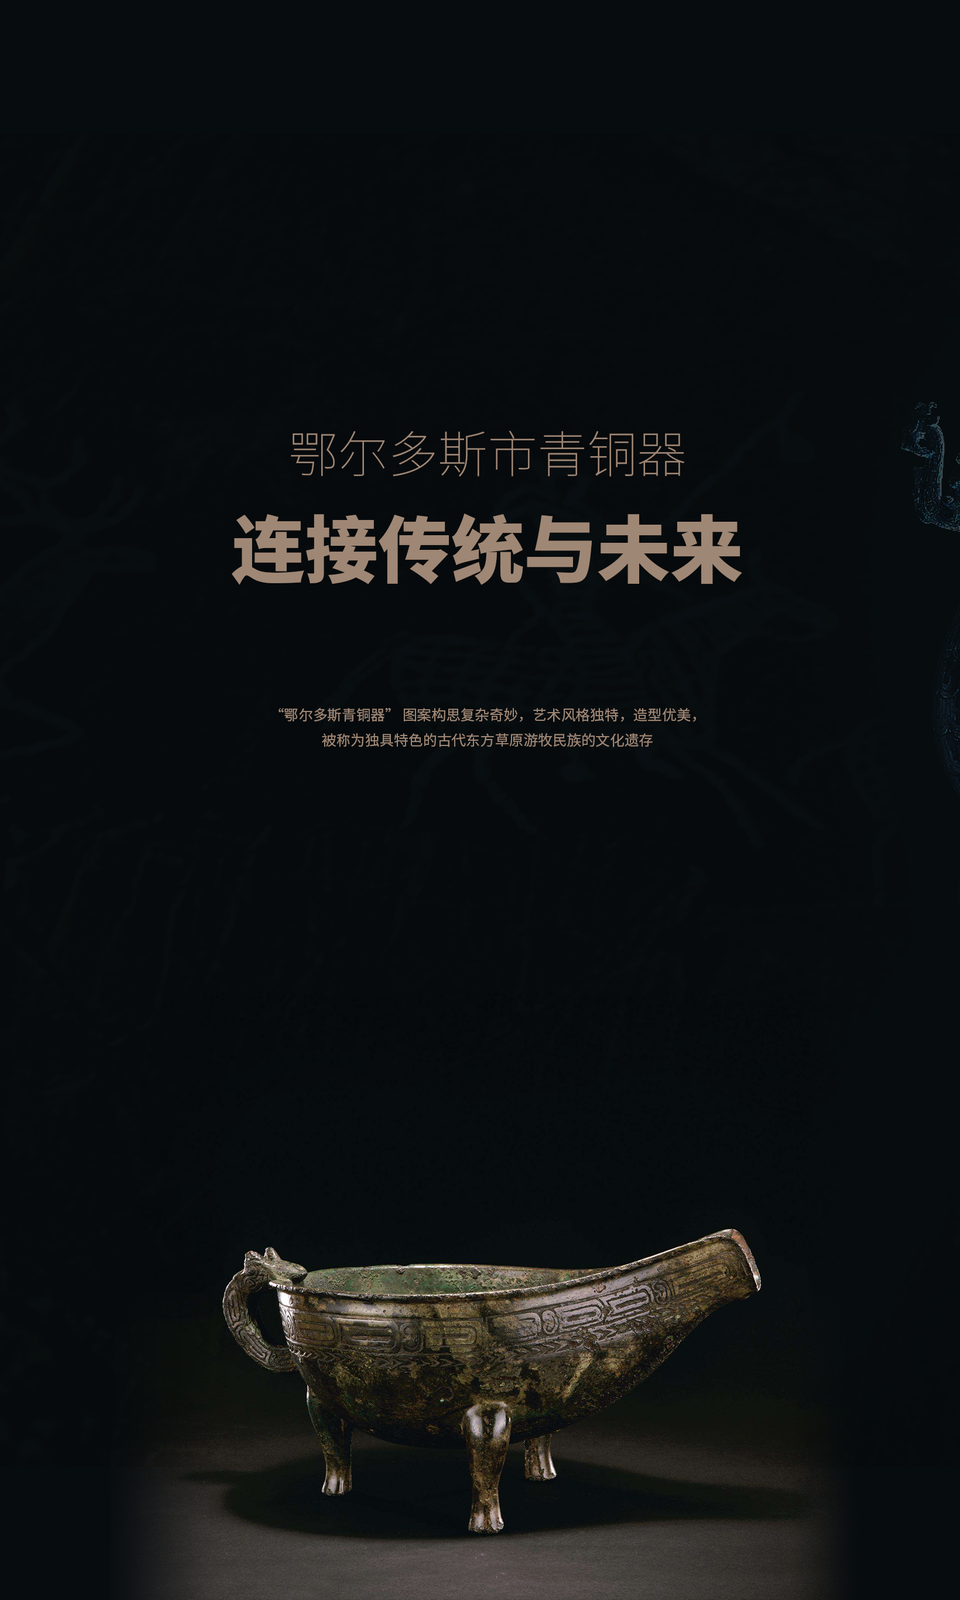 鄂尔多斯市青铜器
连接传统与未来
“鄂尔多斯青铜器” 图案构思复杂奇妙，艺术风格独特，造型优美，
被称为独具特色的古代东方草原游牧民族的文化遗存